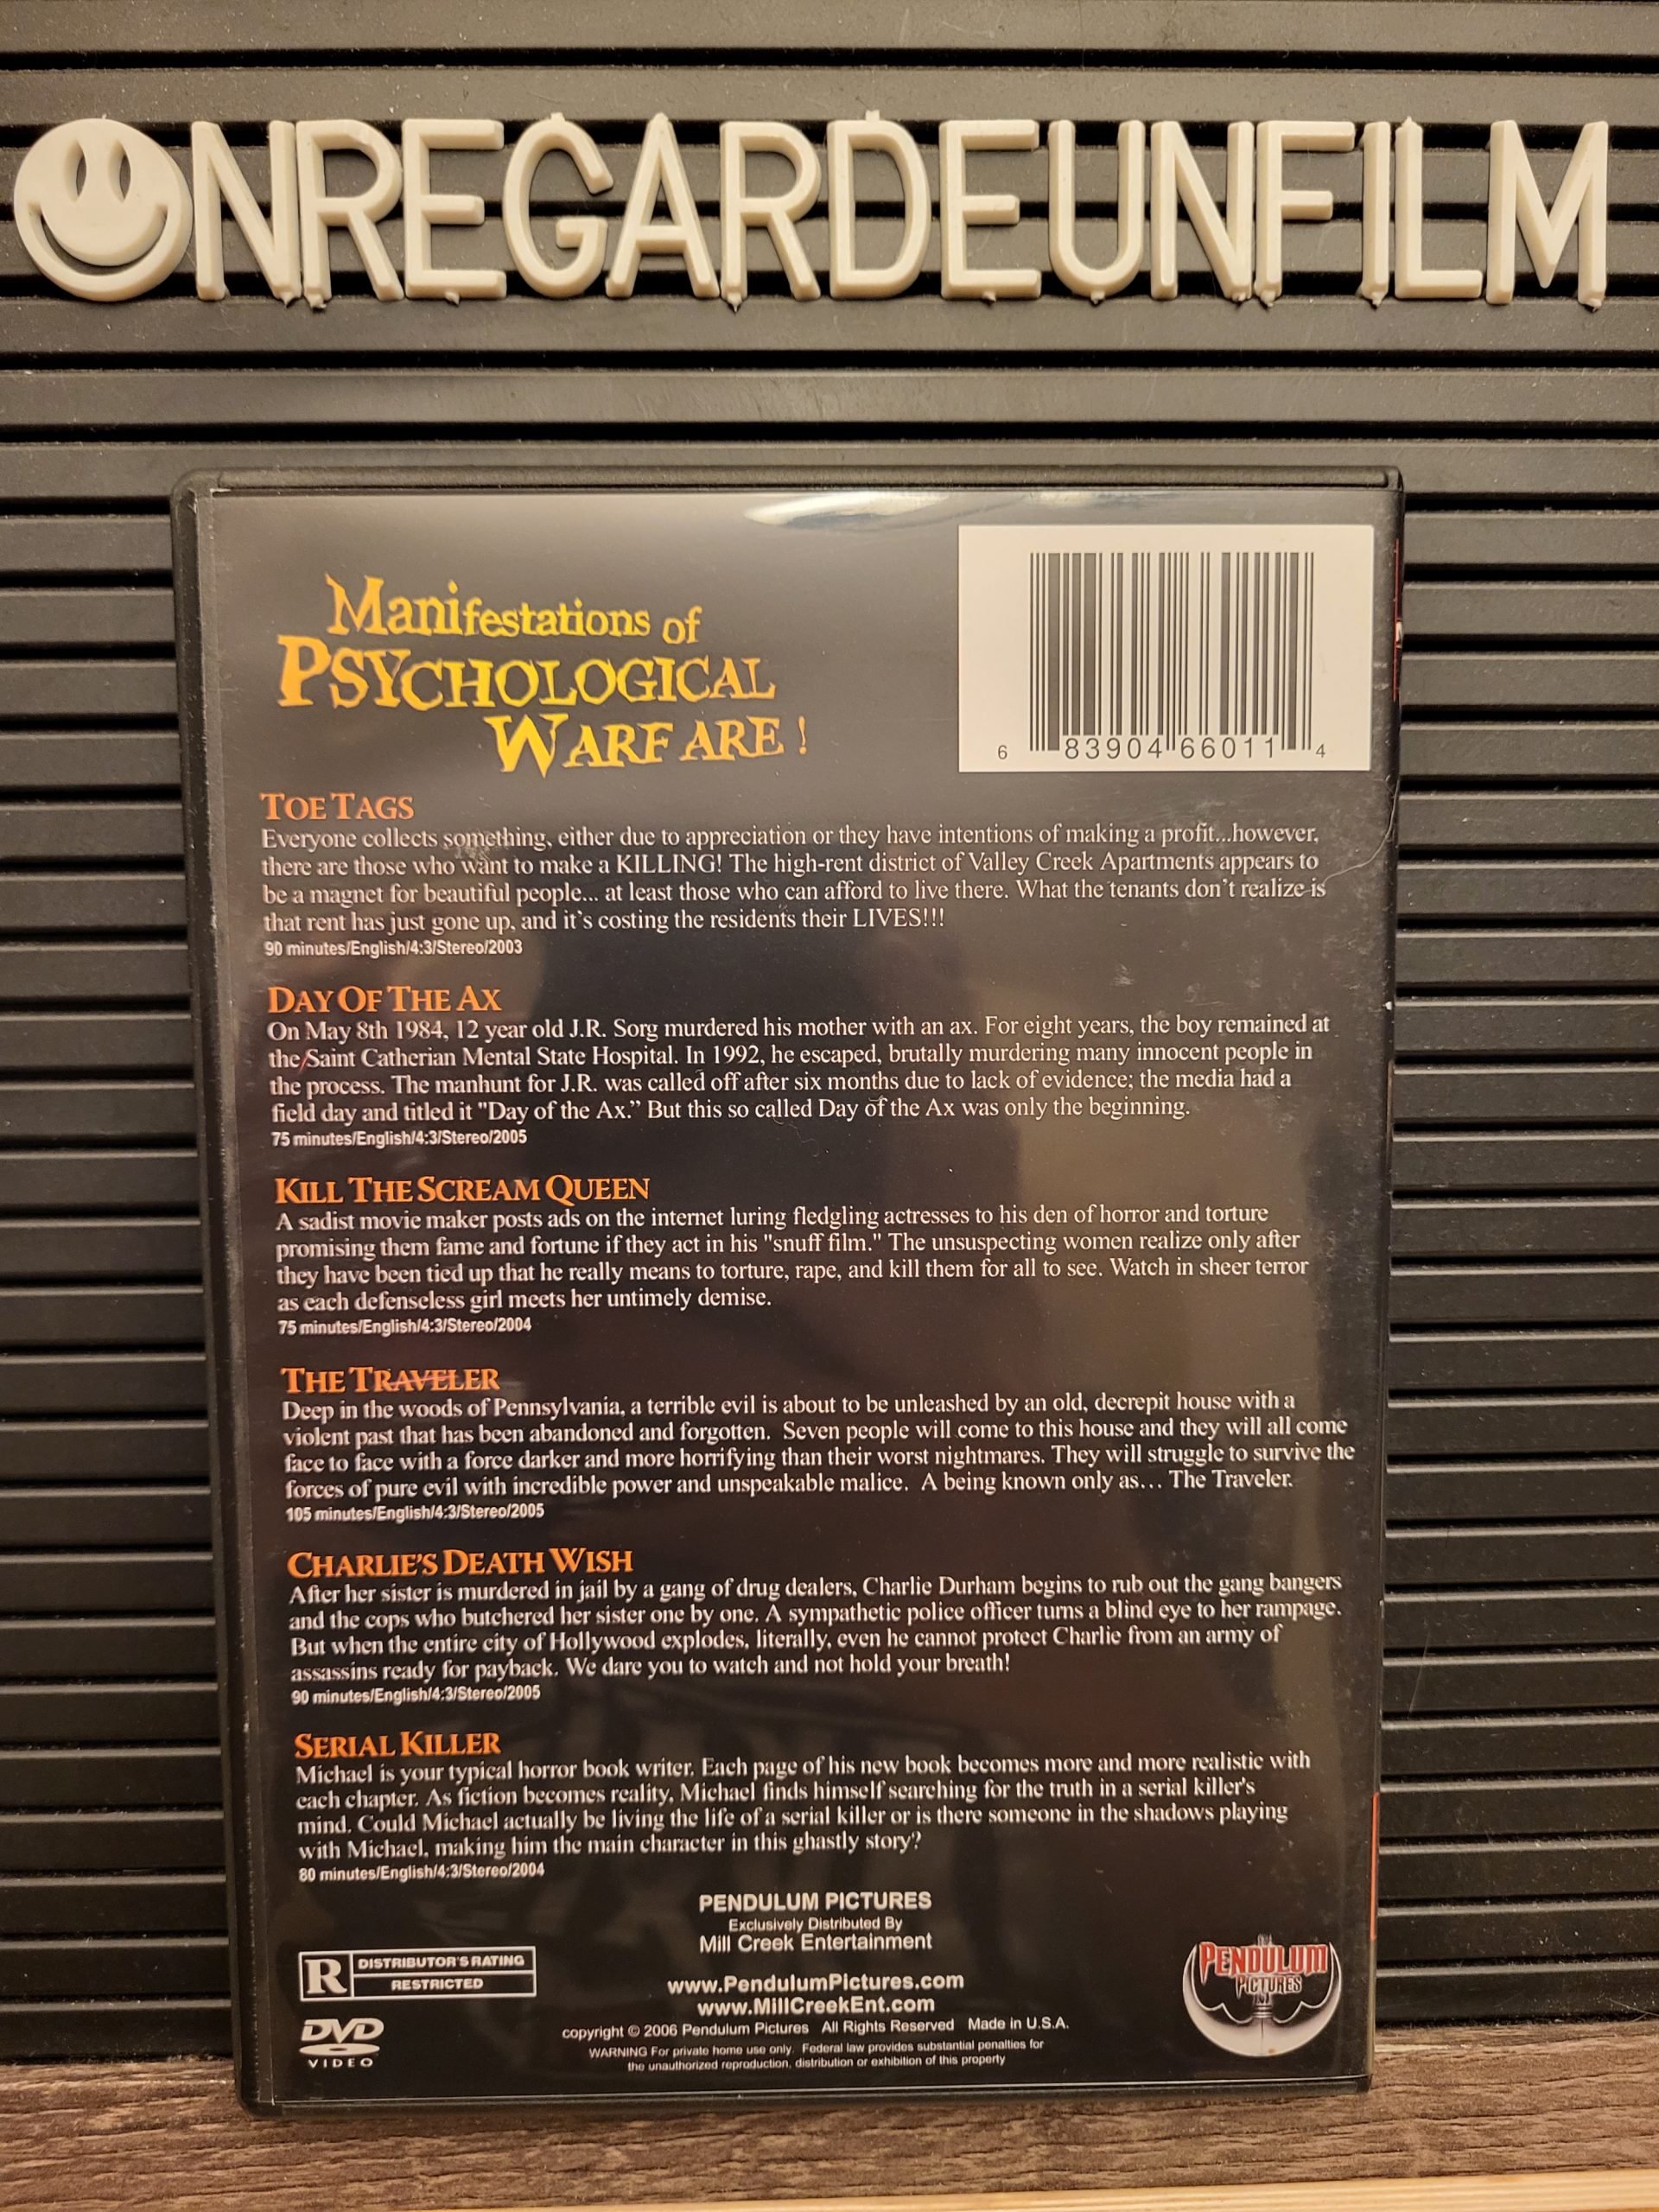 NREGARDEUNFILM
Manifestations of
PSYCHOLOGICAL
WARFARE!
6 83904 66011 4
TOE TAGS
Everyone collects something, either due to appreciation or they have intentions of making a profit...however,
there are those who want to make a KILLING! The high-rent district of Valley Creek Apartments appears to
be a magnet for beautiful people... at least those who can afford to live there. What the tenants don't realize is
that rent has just gone up, and it's costing the residents their LIVES!!!
90 minutes/English/4:3/Stereo/2003
DAY OF THE AX
On May 8th 1984, 12 year old J.R. Sorg murdered his mother with an ax. For eight years, the boy remained at
the Saint Catherian Mental State Hospital. In 1992, he escaped, brutally murdering many innocent people in
the process. The manhunt for J.R. was called off after six months due to lack of evidence; the media had a
field day and titled it "Day of the Ax." But this so called Day of the Ax was only the beginning.
75 minutes/English/4:3/Stereo/2005
KILL THE SCREAM QUEEN
A sadist movie maker posts ads on the internet luring fledgling actresses to his den of horror and torture
promising them fame and fortune if they act in his "snuff film." The unsuspecting women realize only after
they have been tied up that he really means to torture, rape, and kill them for all to see. Watch in sheer terror
as each defenseless girl meets her untimely demise.
75 minutes/English/4:3/Stereo/2004
THE TRAVELER
Deep in the woods of Pennsylvania, a terrible evil is about to be unleashed by an old, decrepit house with a
violent past that has been abandoned and forgotten. Seven people will come to this house and they will all come
face to face with a force darker and more horrifying than their worst nightmares. They will struggle to survive the
forces of pure evil with incredible power and unspeakable malice. A being known only as... The Traveler.
105 minutes/English/4:3/Stereo/2005
CHARLIE'S DEATH WISH
After her sister is murdered in jail by a gang of drug dealers, Charlie Durham begins to rub out the gang bangers
and the cops who butchered her sister one by one. A sympathetic police officer turns a blind eye to her rampage.
But when the entire city of Hollywood explodes, literally, even he cannot protect Charlie from an army of
assassins ready for payback. We dare you to watch and not hold your breath!
90 minutes/English/4:3/Stereo/2005
SERIAL KILLER
Michael is your typical horror book writer. Each page of his new book becomes more and more realistic with
each chapter. As fiction becomes reality, Michael finds himself searching for the truth in a serial killer's
mind. Could Michael actually be living the life of a serial killer or is there someone in the shadows playing
with Michael, making him the main character in this ghastly story?
80 minutes/English/4:3/Stereo/2004
PENDULUM PICTURES
Exclusively Distributed By
Mill Creek Entertainment
www.PendulumPictures.com
www.MillCreekEnt.com
copyright © 2006 Pendulum Pictures All Rights Reserved Made in U.S.A.
WARNING For private home use only. Federal law provides substantial penalties for
the unauthorized reproduction, distribution or exhibition of this property
R DISTRIBUTOR'S RATING
RESTRICTED
DVD
VIDEO
PENDULUM
PICTURES